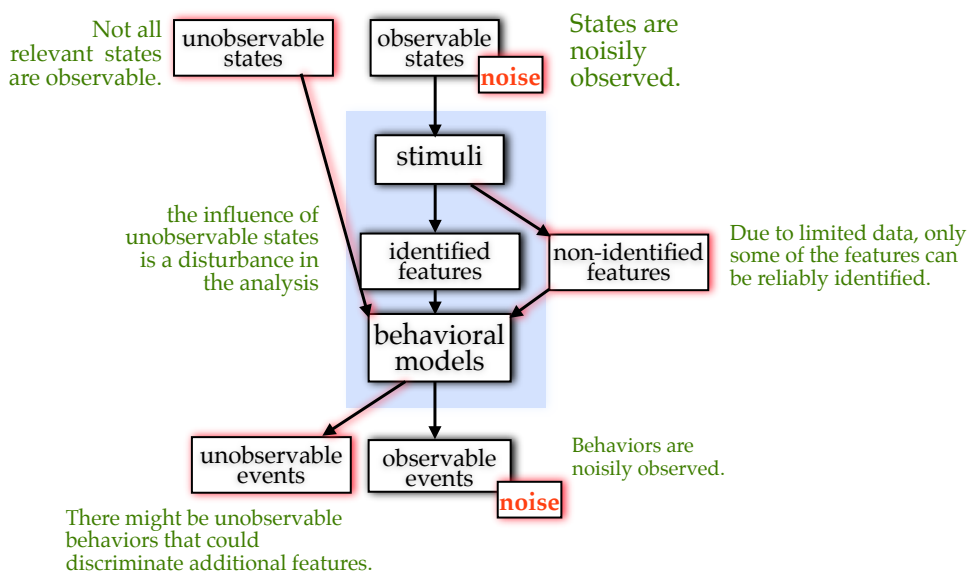 Not all
relevant states
are observable.
unobservable
states
observable
states
noise
States are
noisily
observed.
stimuli
the influence of
unobservable states
is a disturbance in
the analysis
identified
features
non-identified
features
Due to limited data, only
some of the features can
be reliably identified.
behavioral
models
unobservable
events
observable
events
noise
Behaviors are
noisily observed.
There might be unobservable
behaviors that could
discriminate additional features.